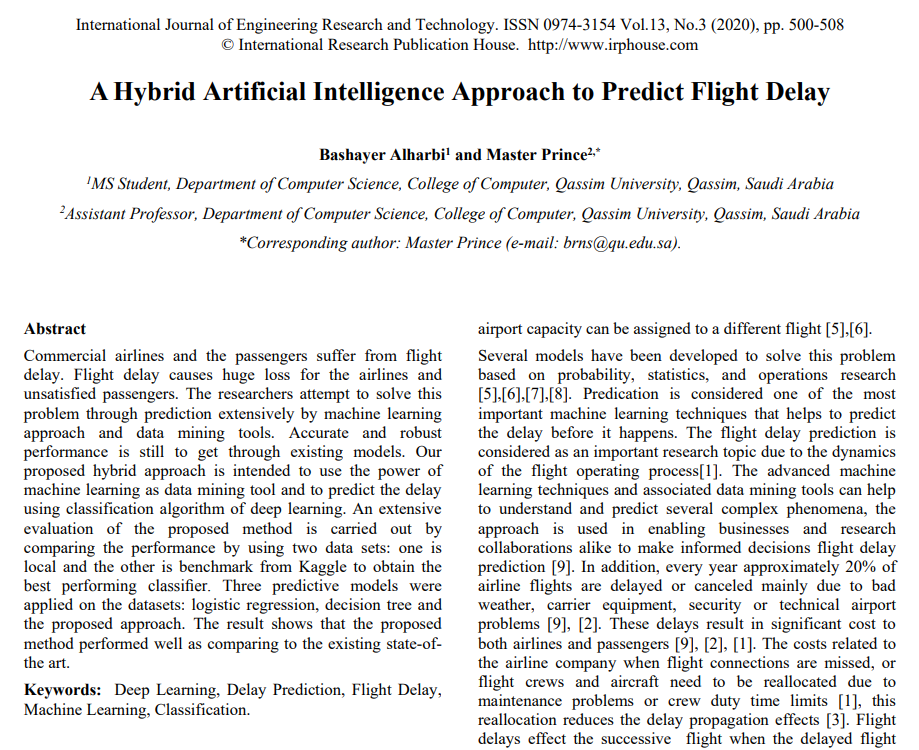 International Journal of Engineering Research and Technology. ISSN 0974-3154 Vol.13, No.3 (2020), pp. 500-508
© International Research Publication House. http://www.irphouse.com
A Hybrid Artificial Intelligence Approach to Predict Flight Delay
Bashayer Alharbi1 and Master Prince2,*
1MS Student, Department of Computer Science, College of Computer, Qassim University, Qassim, Saudi Arabia
2Assistant Professor, Department of Computer Science, College of Computer, Qassim University, Qassim, Saudi Arabia
*Corresponding author: Master Prince (e-mail: brns@qu.edu.sa).
Abstract
Commercial airlines and the passengers suffer from flight
delay. Flight delay causes huge loss for the airlines and
unsatisfied passengers. The researchers attempt to solve this
problem through prediction extensively by machine learning
approach and data mining tools. Accurate and robust
performance is still to get through existing models. Our
proposed hybrid approach is intended to use the power of
machine learning as data mining tool and to predict the delay
using classification algorithm of deep learning. An extensive
evaluation of the proposed method is carried out by
comparing the performance by using two data sets: one is
local and the other is benchmark from Kaggle to obtain the
best performing classifier. Three predictive models were
applied on the datasets: logistic regression, decision tree and
the proposed approach. The result shows that the proposed
method performed well as comparing to the existing state-of-
the art.
Keywords: Deep Learning, Delay Prediction, Flight Delay,
Machine Learning, Classification.
airport capacity can be assigned to a different flight [5],[6].
Several models have been developed to solve this problem
based on probability, statistics, and operations research
[5],[6],[7],[8]. Predication is considered one of the most
important machine learning techniques that helps to predict
the delay before it happens. The flight delay prediction is
considered as an important research topic due to the dynamics
of the flight operating process[1]. The advanced machine
learning techniques and associated data mining tools can help
to understand and predict several complex phenomena, the
approach is used in enabling businesses and research
collaborations alike to make informed decisions flight delay
prediction [9]. In addition, every year approximately 20% of
airline flights are delayed or canceled mainly due to bad
weather, carrier equipment, security or technical airport
problems [9], [2]. These delays result in significant cost to
both airlines and passengers [9], [2], [1]. The costs related to
the airline company when flight connections are missed, or
flight crews and aircraft need to be reallocated due to
maintenance problems or crew duty time limits [1], this
reallocation reduces the delay propagation effects [3]. Flight
delays effect the successive flight when the delayed flight